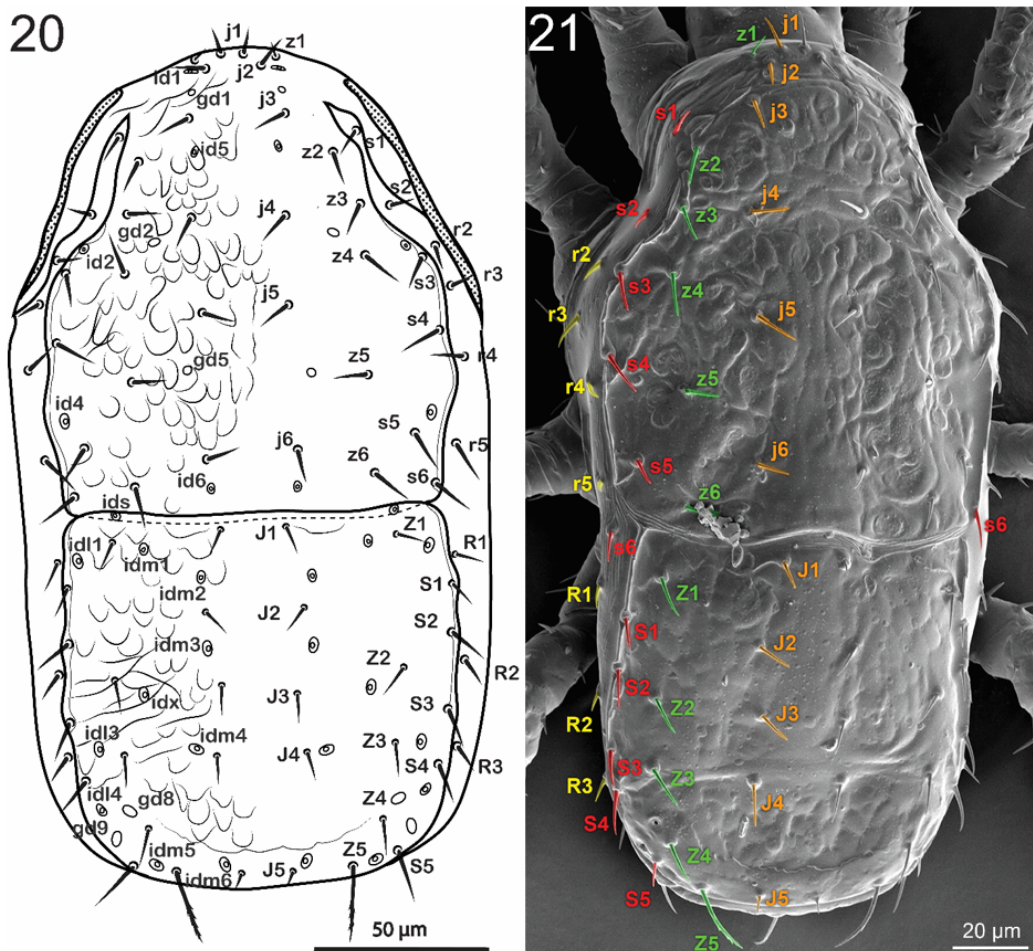 20
j1
z1
id1
j2
gd1
j3
s1
id5
z2
s2
z3
j4
gd2
r2
id2
z4
s3
r3
j5
s4
r4
gd5
z5
id4
s5
r5
j6
z6
id6
s6
ids
J1
Z1
idl1
idm1
R1
S1
idm2
J2
S2
idm3
Z2
R2
idx
J3
S3
idl3
idm4
J4
Z3
S4
R3
idl4
gd8
Z4
gd9
idm5
idm6
J5
Z5
S5
50 µm
21
j1
z1
j2
j3
s1
z2
j4
s2
z3
r2
s3
z4
r3
j5
s4
r4
z5
j6
s5
r5
z6
s6
s6
J1
R1
Z1
S1
J2
S2
Z2
J3
R2
S3
Z3
R3
J4
S4
Z4
S5
J5
Z5
20 µm